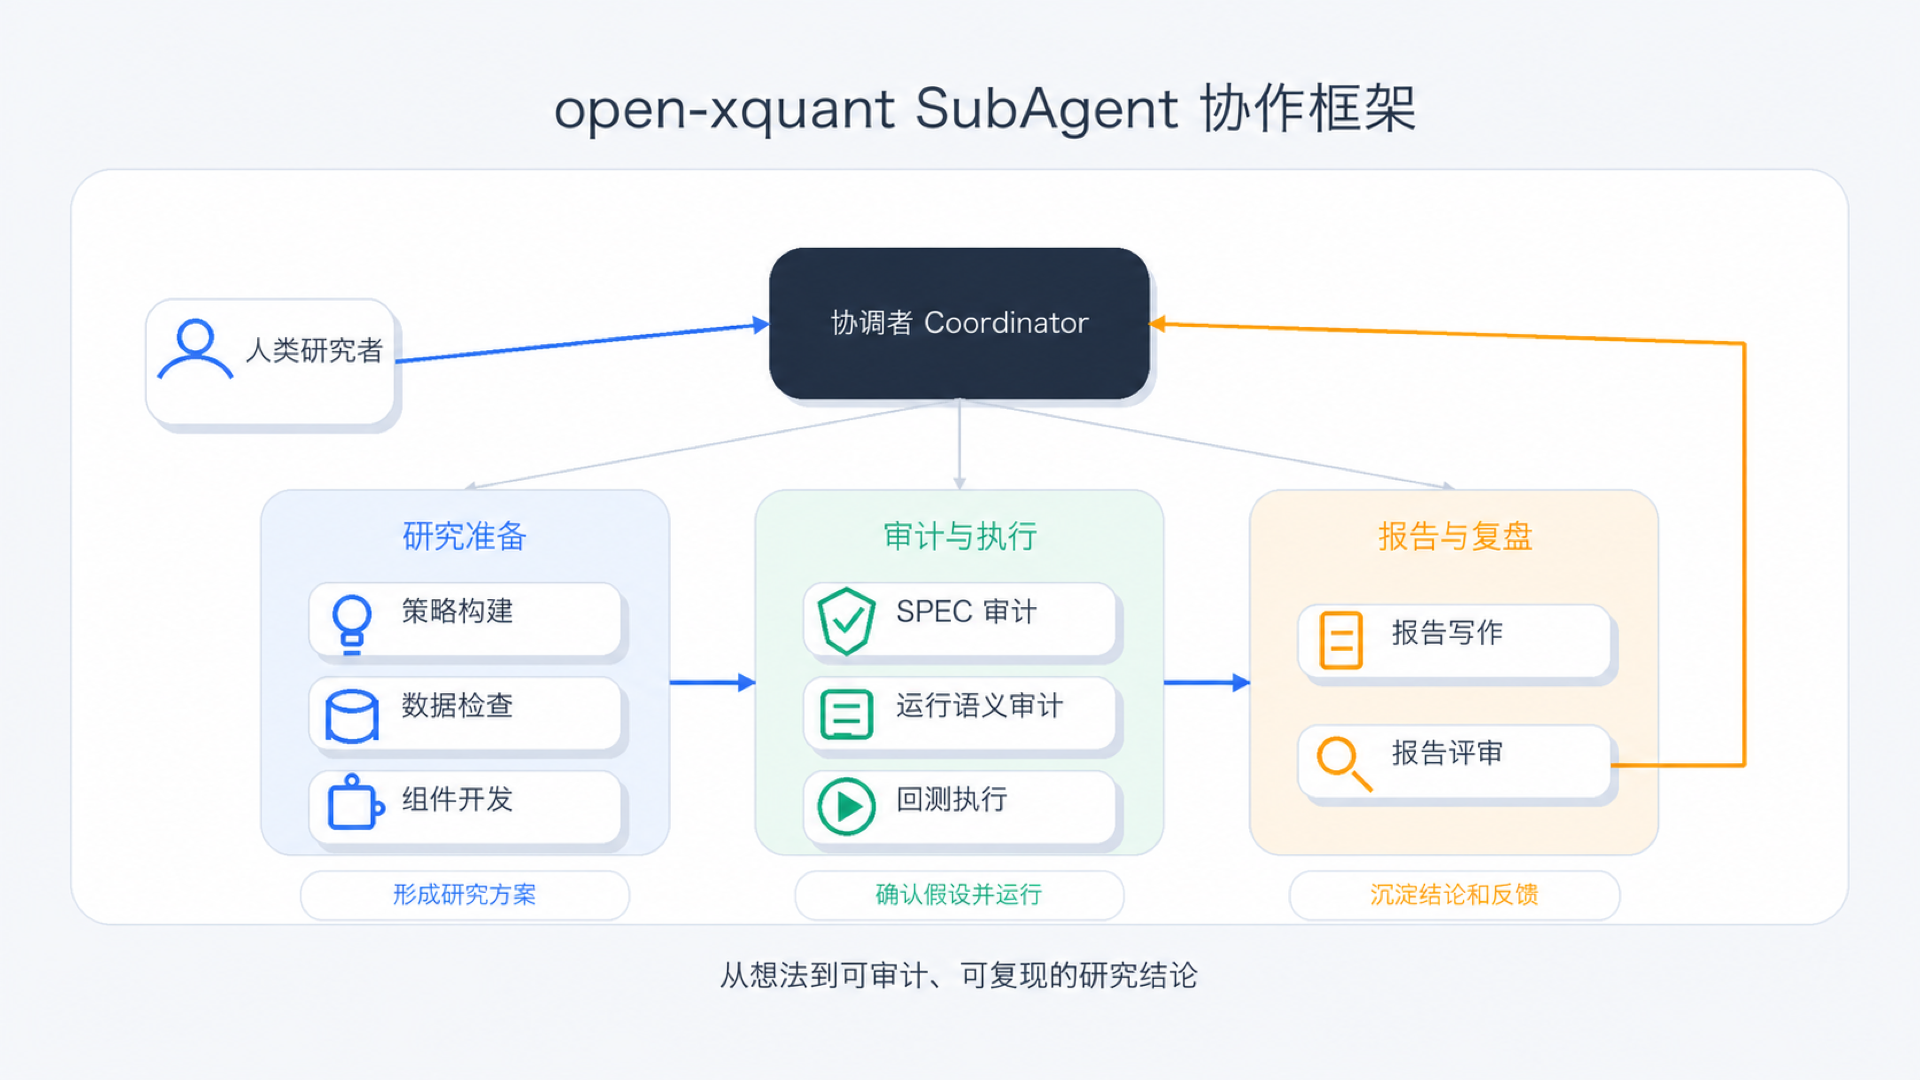 open-xquant SubAgent 协作框架
人类研究者
协调者 Coordinator
研究准备
策略构建
数据检查
组件开发
形成研究方案
审计与执行
SPEC 审计
运行语义审计
回测执行
确认假设并运行
报告与复盘
报告写作
报告评审
沉淀结论和反馈
从想法到可审计、可复现的研究结论